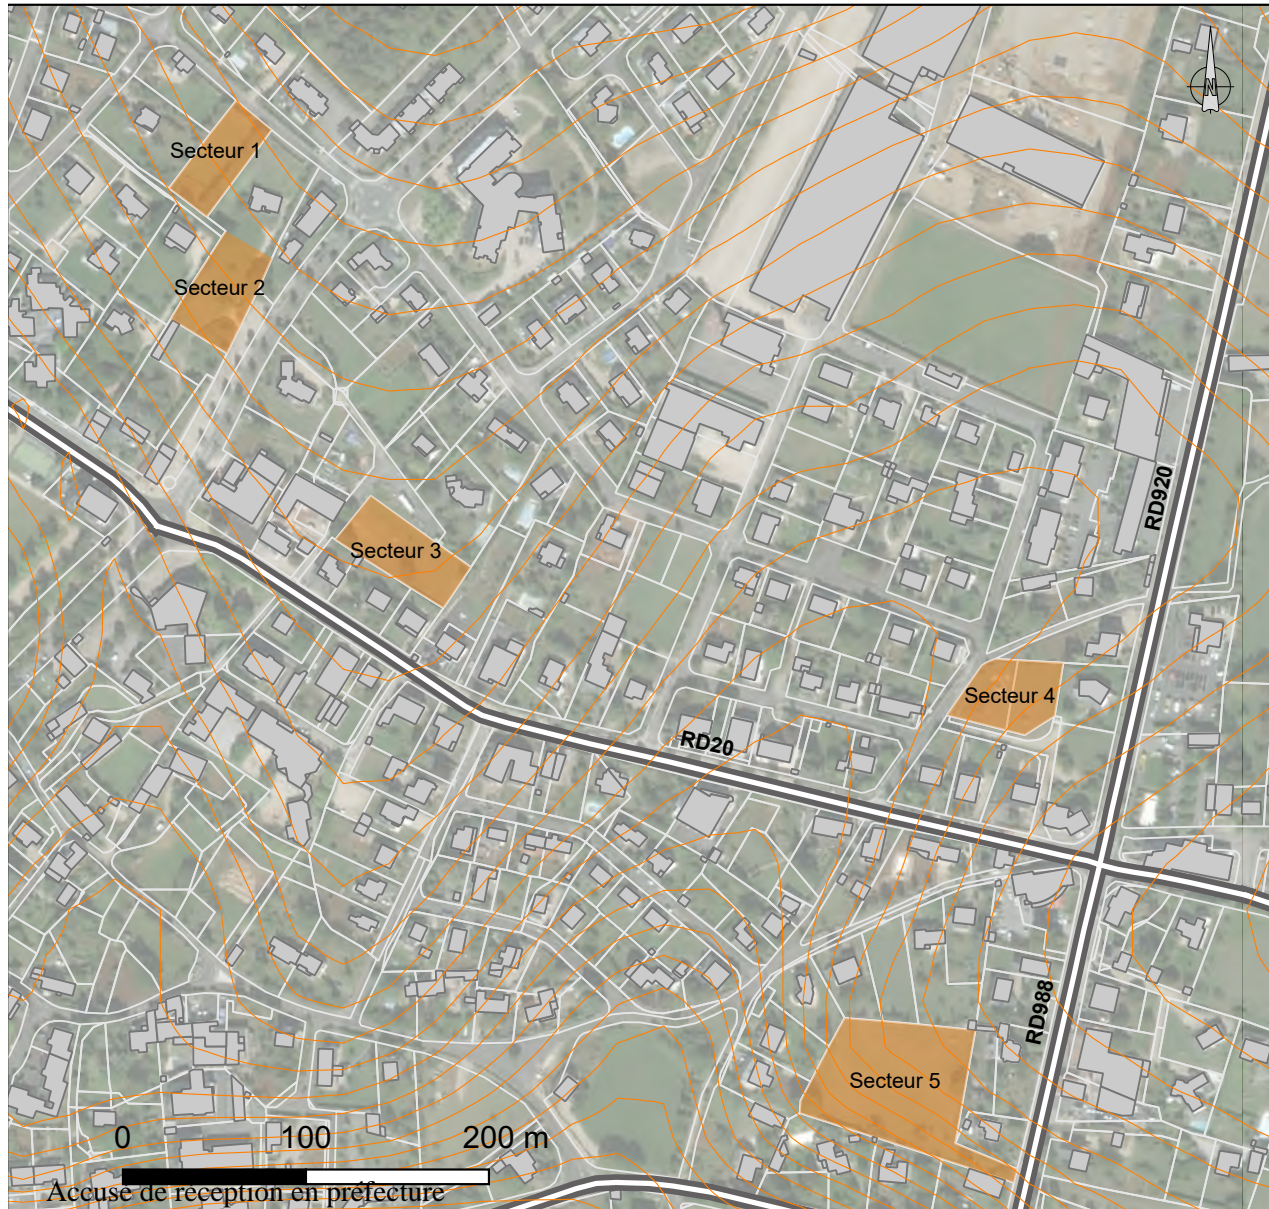 N
Secteur 1
Secteur 2
RD920
Secteur 3
Secteur 4
RD20
RD988
Secteur 5
0 100 200 m
Accusé de réception en préfecture